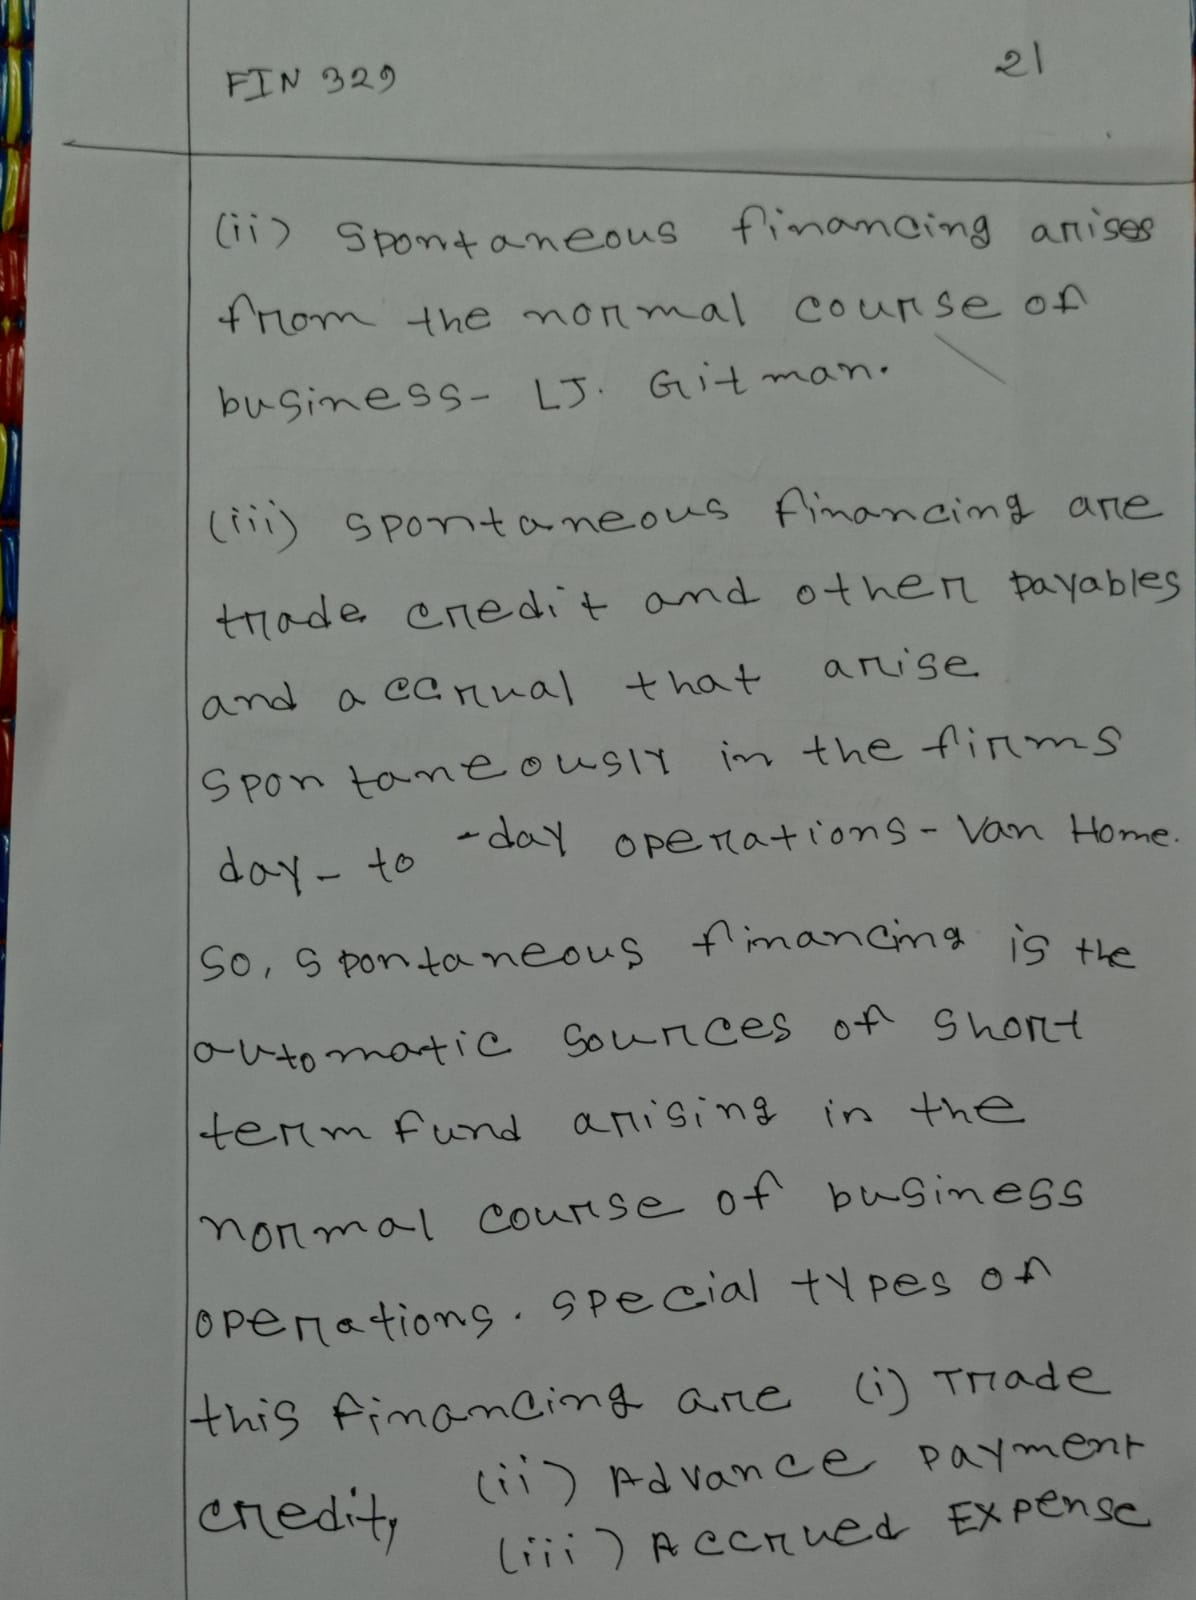 FIN 329
21
(ii) Spontaneous financing arises
from the normal course of
business- LJ. Gitman.
(iii) Spontaneous financing are
trade credit and other payables
and accrual that arise
spontaneously in the firms
day-to-day operations- Van Home.
So, spontaneous financing is the
automatic sources of short
term fund arising in the
normal course of business
operations. special types of
this financing are (i) Trade
credit, (ii) Advance payment
(iii) Accrued Expense